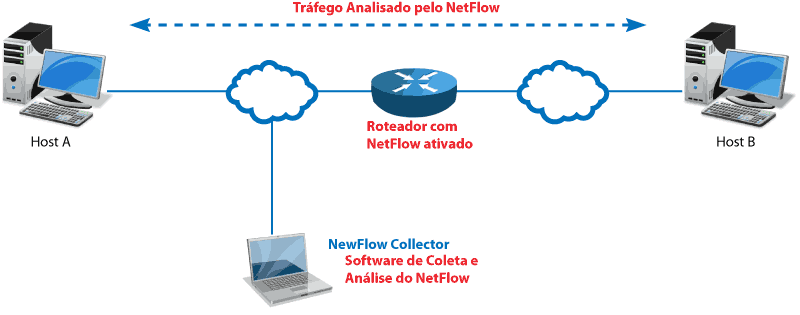 Tráfego Analisado pelo NetFlow
Host A
Roteador com
NetFlow ativado
Host B
NewFlow Collector
Software de Coleta e
Análise do NetFlow